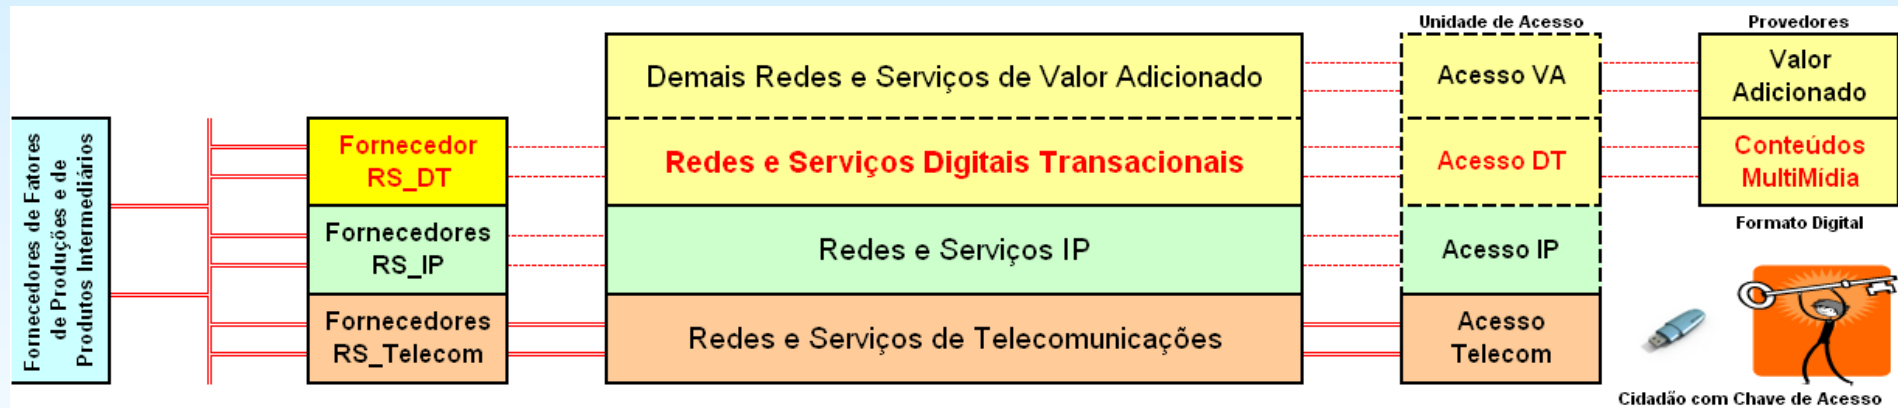 Fornecedores de Fatores
de Produções e de
Produtos Intermediários
Fornecedor
RS_DT
Fornecedores
RS_IP
Fornecedores
RS_Telecom
Demais Redes e Serviços de Valor Adicionado
Redes e Serviços Digitais Transacionais
Redes e Serviços IP
Redes e Serviços de Telecomunicações
Unidade de Acesso
Acesso VA
Acesso DT
Acesso IP
Acesso
Telecom
Provedores
Valor
Adicionado
Conteúdos
MultiMídia
Formato Digital
Cidadão com Chave de Acesso